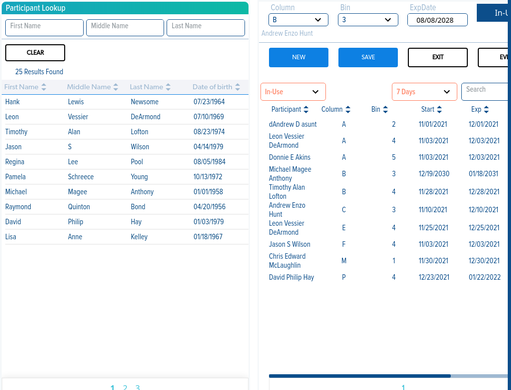 Participant Lookup
First Name Middle Name Last Name
CLEAR
25 Results Found
First Name Middle Name Last Name Date of birth
Hank Lewis Newsome 07/23/1964
Leon Vessier DeArmond 07/10/1969
Timothy Alan Lofton 08/23/1974
Jason S Wilson 04/14/1979
Regina Lee Pool 08/05/1984
Pamela Schreece Young 10/13/1972
Michael Magee Anthony 01/01/1958
Raymond Quinton Bond 04/20/1956
David Philip Hay 01/03/1979
Lisa Anne Kelley 01/18/1967
1 2 3
Column Bin ExpDate
B 3 08/08/2028 In-U
Andrew Enzo Hunt
NEW SAVE EXIT EV
In-Use 7 Days Search
Participant Column Bin Start Exp
dAndrew D asunt A 2 11/01/2021 12/01/2021
Leon Vessier
DeArmond A 4 11/03/2021 12/03/2021
Donnie E Akins A 5 11/03/2021 12/03/2021
Michael Magee
Anthony B 3 12/19/2030 01/18/2031
Timothy Alan
Lofton B 4 11/28/2021 12/28/2021
Andrew Enzo
Hunt C 3 11/10/2021 12/10/2021
Leon Vessier
DeArmond E 4 11/25/2021 12/25/2021
Jason S Wilson F 4 11/03/2021 12/03/2021
Chris Edward
McLaughlin M 1 11/30/2021 12/30/2021
David Philip Hay P 4 12/23/2021 01/22/2022
1